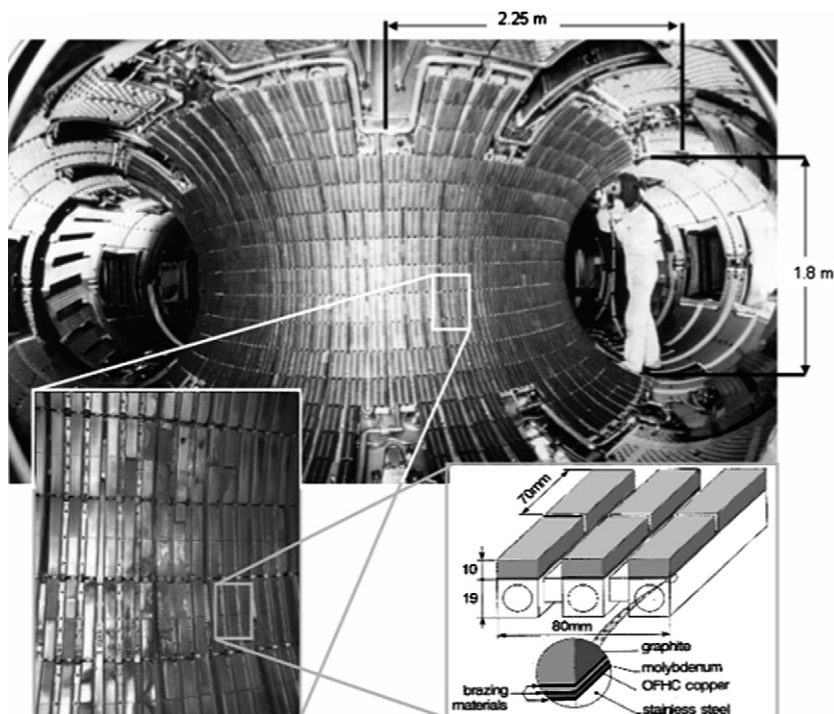 2.25 m
1.8 m
70mm
10
19
80mm
graphite
molybdenum
OFHC copper
brazing
materials
stainless steel